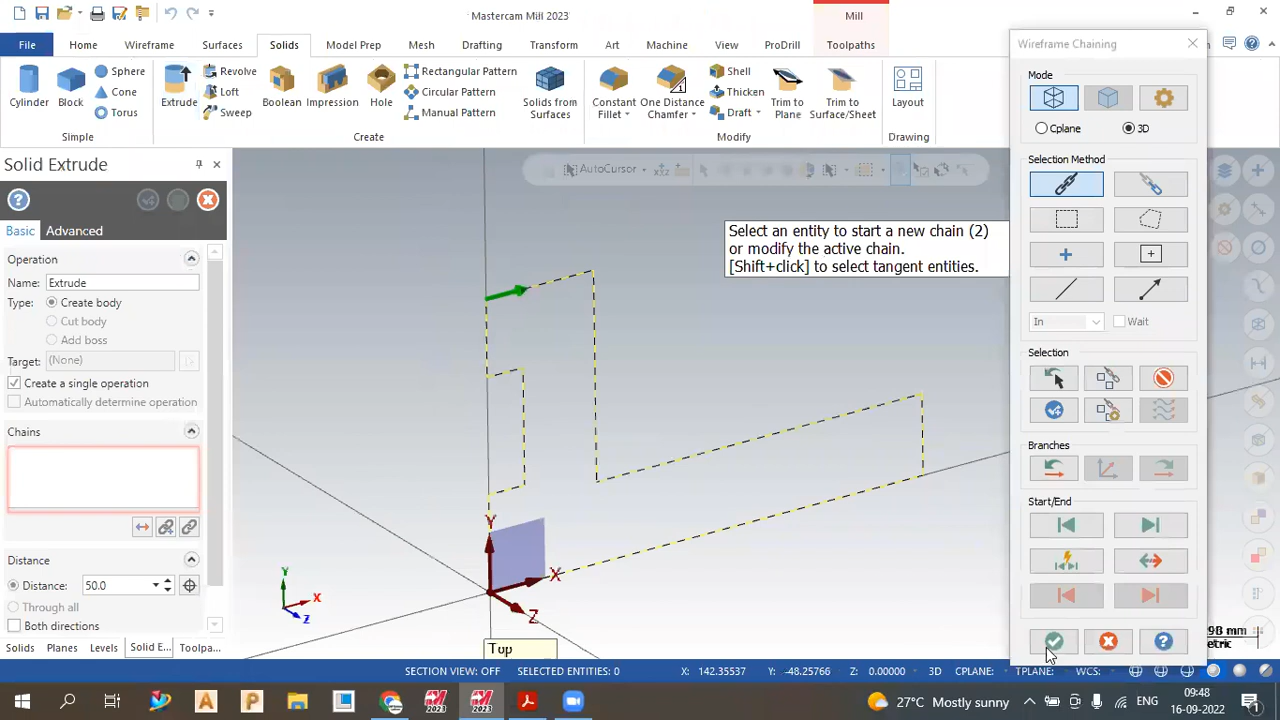 Mastercam Mill 2023
Mill
File Home Wireframe Surfaces Solids Model Prep Mesh Drafting Transform Art Machine View ProDrill Toolpaths
Cylinder Block Sphere Cone Torus
Simple
Extrude Revolve Loft Sweep Boolean Impression Hole Rectangular Pattern Circular Pattern Manual Pattern Solids from Surfaces
Create
Constant Fillet One Distance Chamfer Shell Thicken Draft Trim to Plane Trim to Surface/Sheet
Modify
Layout
Drawing
Solid Extrude
Basic Advanced
Operation
Name: Extrude
Type: Create body
Cut body
Add boss
Target: (None)
Create a single operation
Automatically determine operation
Chains
Distance
Distance: 50.0
Through all
Both directions
Solids Planes Levels Solid E... Toolpa...
AutoCursor
Select an entity to start a new chain (2)
or modify the active chain.
[Shift+click] to select tangent entities.
Y
X
Z
Y
X
Z
Top
Wireframe Chaining
Mode
Cplane 3D
Selection Method
In Wait
Selection
Branches
Start/End
98 mm
etric
SECTION VIEW: OFF SELECTED ENTITIES: 0 X: 142.35537 Y: -48.25766 Z: 0.00000 3D CPLANE: TPLANE: WCS:
2023 2023
27°C Mostly sunny
ENG
09:48
16-09-2022
1